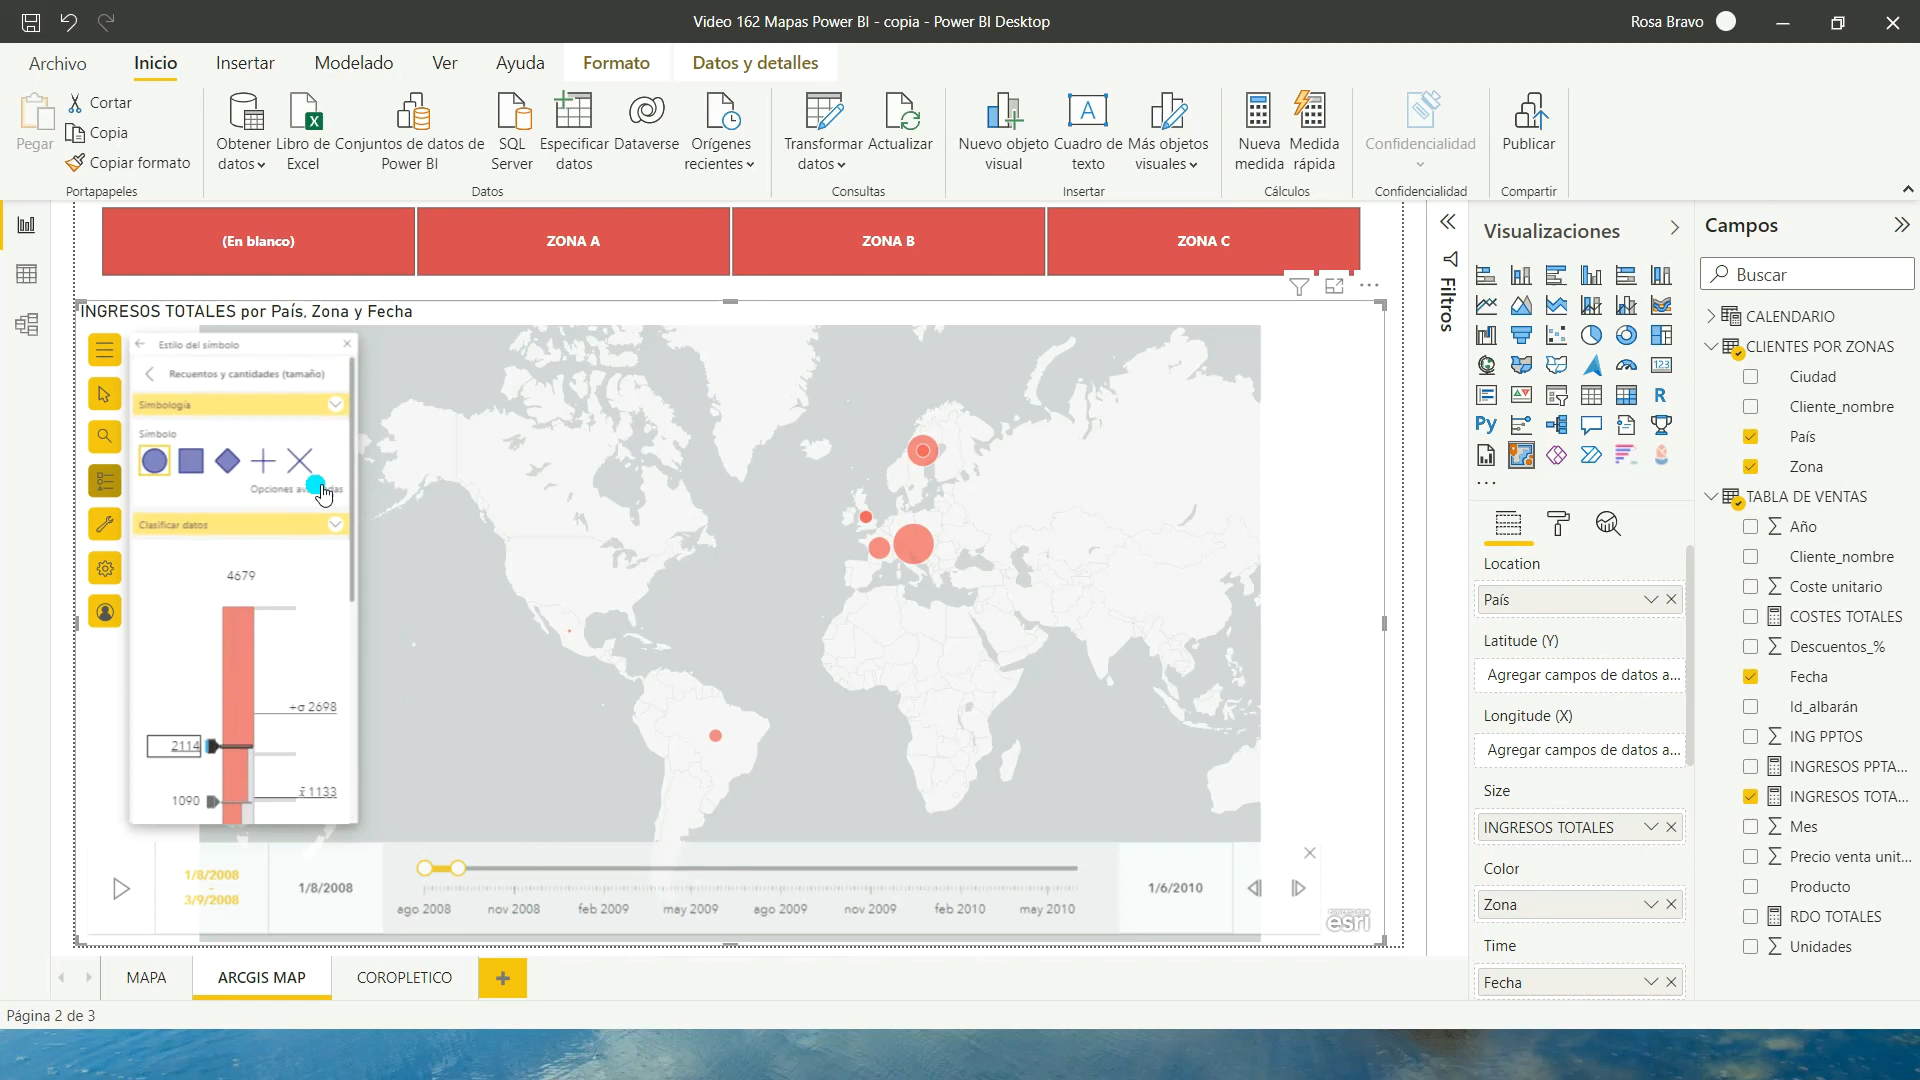 Video 162 Mapas Power BI - copia - Power BI Desktop
Rosa Bravo
Archivo
Inicio
Insertar
Modelado
Ver
Ayuda
Formato
Datos y detalles
Pegar
Cortar
Copia
Copiar formato
Portapapeles
Obtener datos
Libro de Excel
Conjuntos de datos de Power BI
SQL Server
Especificar datos
Dataverse
Orígenes recientes
Datos
Transformar datos
Actualizar
Consultas
Nuevo objeto visual
Cuadro de texto
Más objetos visuales
Insertar
Nueva medida
Medida rápida
Cálculos
Confidencialidad
Confidencialidad
Publicar
Compartir
(En blanco)
ZONA A
ZONA B
ZONA C
INGRESOS TOTALES por País, Zona y Fecha
Estilo del símbolo
Recuentos y cantidades (tamaño)
Simbología
Símbolo
Opciones
Clasificar datos
4679
+σ 2698
2114
1090
x̄ 1133
1/8/2008
-
3/9/2008
1/8/2008
ago 2008
nov 2008
feb 2009
may 2009
ago 2009
nov 2009
feb 2010
may 2010
1/6/2010
esri
Filtros
Visualizaciones
R
Py
123
Location
País
Latitude (Y)
Agregar campos de datos a...
Longitude (X)
Agregar campos de datos a...
Size
INGRESOS TOTALES
Color
Zona
Time
Fecha
Campos
Buscar
CALENDARIO
CLIENTES POR ZONAS
Ciudad
Cliente_nombre
País
Zona
TABLA DE VENTAS
Año
Cliente_nombre
Coste unitario
COSTES TOTALES
Descuentos_%
Fecha
Id_albarán
ING PPTOS
INGRESOS PPTA...
INGRESOS TOTA...
Mes
Precio venta unit...
Producto
RDO TOTALES
Unidades
MAPA
ARCGIS MAP
COROPLETICO
Página 2 de 3